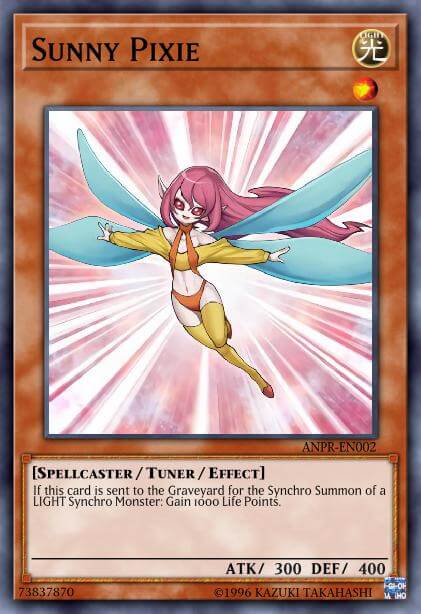 Sunny Pixie
LIGHT
光
ANPR-EN002
[Spellcaster / Tuner / Effect]
If this card is sent to the Graveyard for the Synchro Summon of a
LIGHT Synchro Monster: Gain 1000 Life Points.
ATK/ 300 DEF/ 400
73837870
©1996 KAZUKI TAKAHASHI